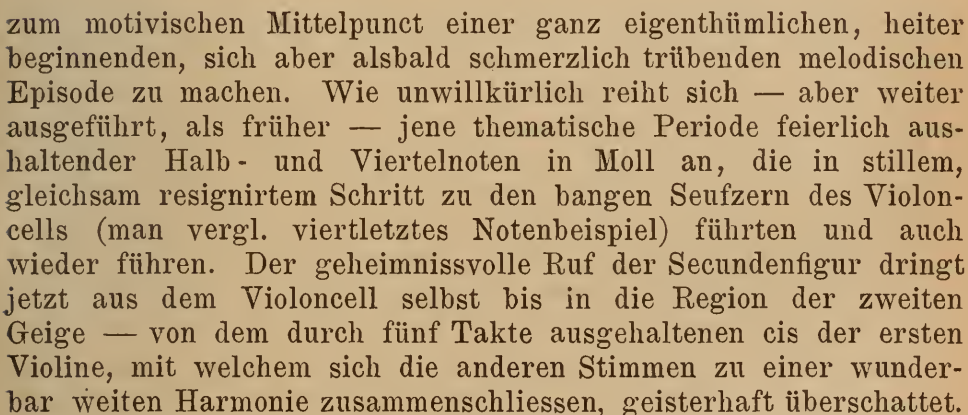 zum motivischen Mittelpunct einer ganz eigenthümlichen, heiter
beginnenden, sich aber alsbald schmerzlich trübenden melodischen
Episode zu machen. Wie unwillkürlich reiht sich — aber weiter
ausgeführt, als früher — jene thematische Periode feierlich aus-
haltender Halb- und Viertelnoten in Moll an, die in stillem,
gleichsam resignirtem Schritt zu den bangen Seufzern des Violon-
cells (man vergl. viertletztes Notenbeispiel) führten und auch
wieder führen. Der geheimnissvolle Ruf der Secundenfigur dringt
jetzt aus dem Violoncell selbst bis in die Region der zweiten
Geige — von dem durch fünf Takte ausgehaltenen cis der ersten
Violine, mit welchem sich die anderen Stimmen zu einer wunder-
bar weiten Harmonie zusammenschliessen, geisterhaft überschattet.